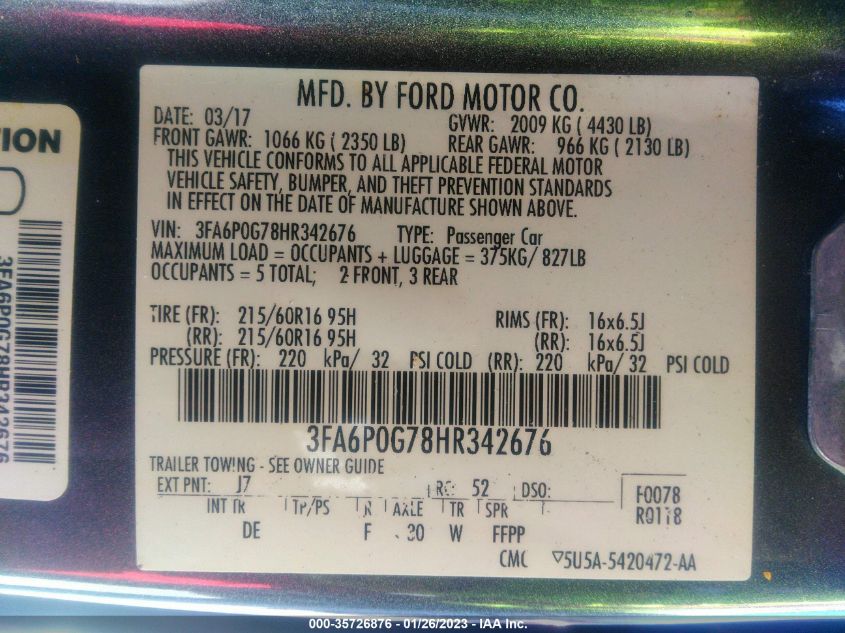 TION
3FA6P0G78HR342676
MFD. BY FORD MOTOR CO.
DATE: 03/17 GVWR: 2009 KG ( 4430 LB)
FRONT GAWR: 1066 KG ( 2350 LB) REAR GAWR: 966 KG ( 2130 LB)
THIS VEHICLE CONFORMS TO ALL APPLICABLE FEDERAL MOTOR
VEHICLE SAFETY, BUMPER, AND THEFT PREVENTION STANDARDS
IN EFFECT ON THE DATE OF MANUFACTURE SHOWN ABOVE.
VIN: 3FA6P0G78HR342676 TYPE: Passenger Car
MAXIMUM LOAD = OCCUPANTS + LUGGAGE = 375KG/ 827LB
OCCUPANTS = 5 TOTAL; 2 FRONT, 3 REAR
TIRE (FR): 215/60R16 95H RIMS (FR): 16x6.5J
(RR): 215/60R16 95H (RR): 16x6.5J
PRESSURE (FR): 220 kPa/ 32 PSI COLD (RR): 220 kPa/ 32 PSI COLD
3FA6P0G78HR342676
TRAILER TOWING - SEE OWNER GUIDE
EXT PNT: J7 RC: 52 DSO: F0078
INT TR TP/PS R AXLE TR SPR R0118
DE F W FFPP
CMC ▽5U5A-5420472-AA
000-35726876 / 01/26/2023 © IAA Inc.